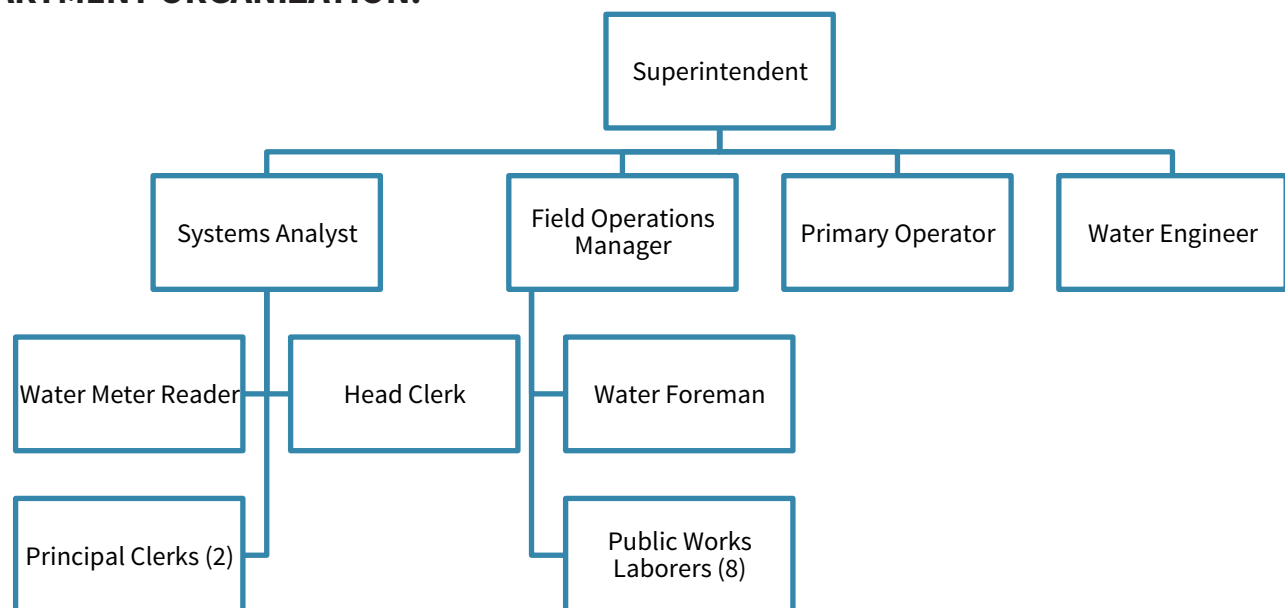 ORGANIZATION:
Superintendent
Systems Analyst
Field Operations
Manager
Primary Operator
Water Engineer
Water Meter Reader
Head Clerk
Water Foreman
Principal Clerks (2)
Public Works
Laborers (8)